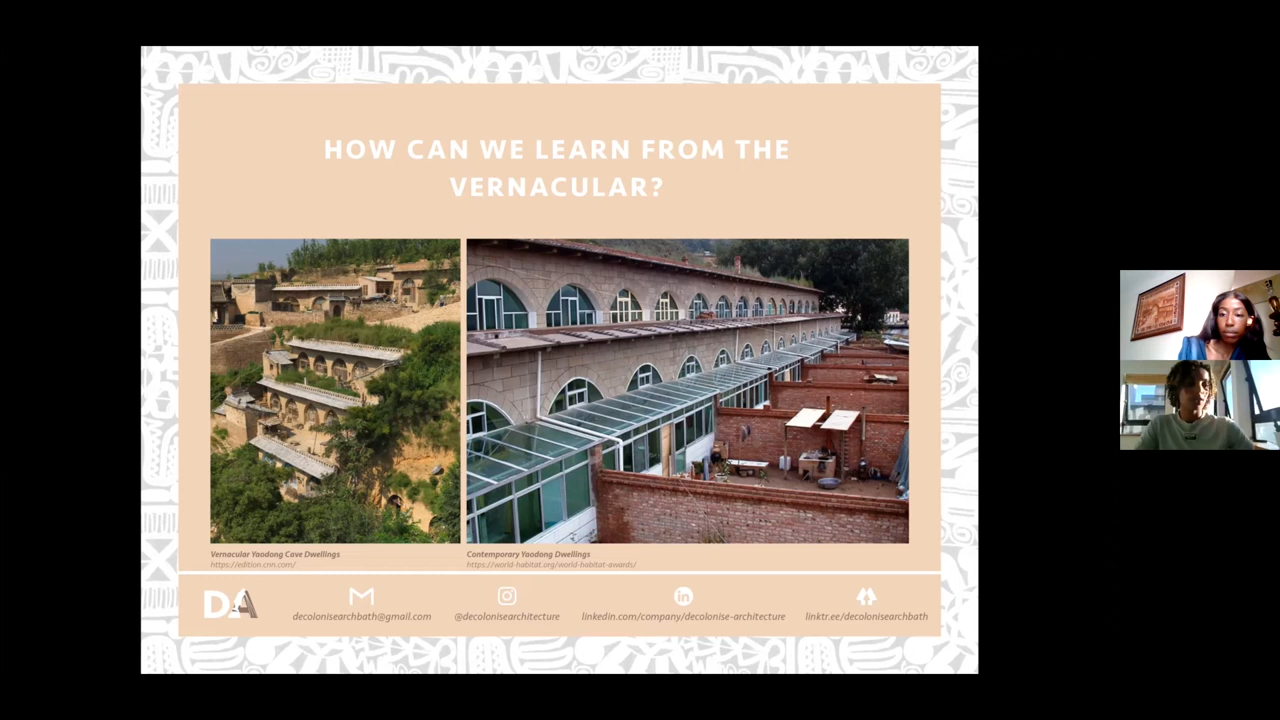 HOW CAN WE LEARN FROM THE
VERNACULAR?
Vernacular Yaodong Cave Dwellings
https://edition.cnn.com/
Contemporary Yaodong Dwellings
https://world-habitat.org/world-habitat-awards/
DA
decolonisearchbath@gmail.com
@decolonisearchitecture
linkedin.com/company/decolonise-architecture
linktr.ee/decolonisearchbath